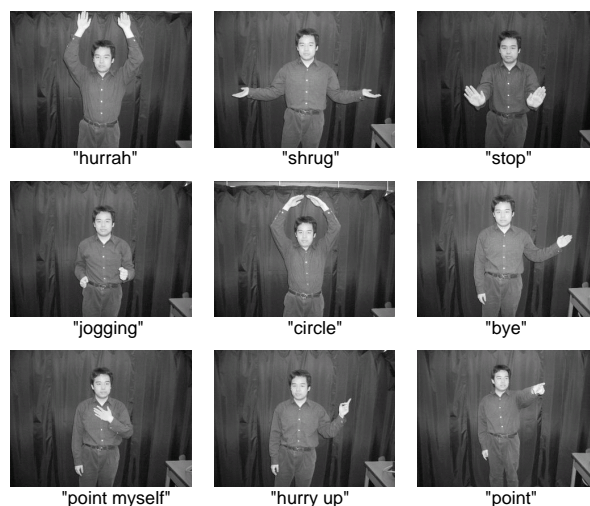 "hurrah" "shrug" "stop"
"jogging" "circle" "bye"
"point myself" "hurry up" "point"